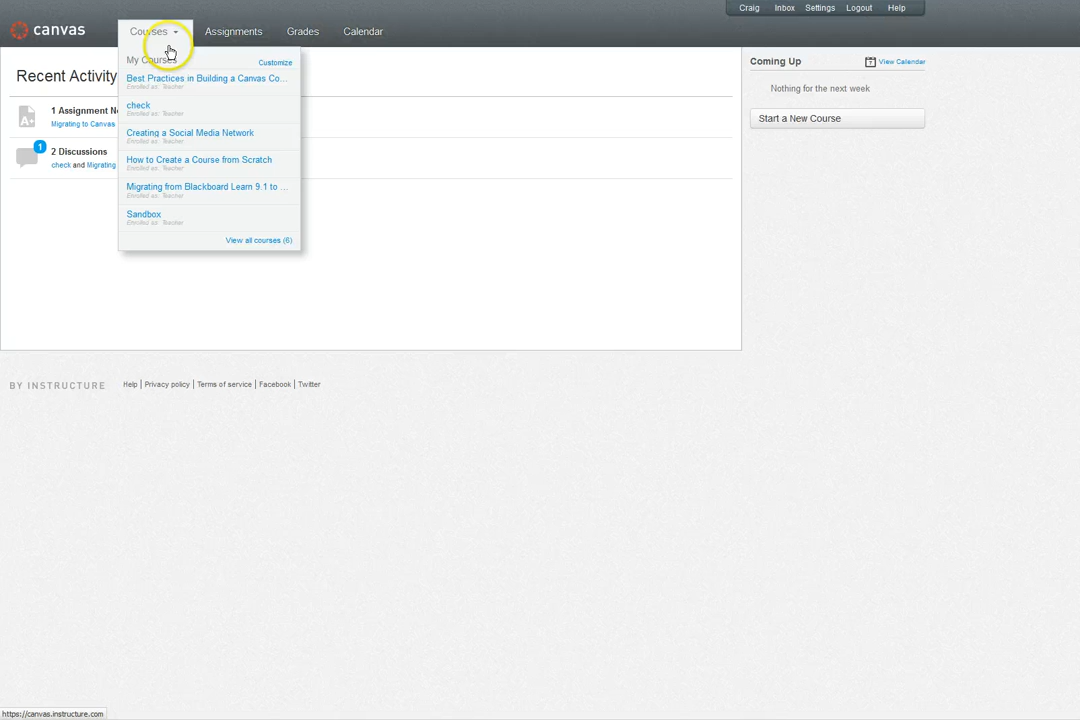 Craig Inbox Settings Logout Help
canvas Courses Assignments Grades Calendar
My Courses Customize
Best Practices in Building a Canvas Co...
Enrolled as: Teacher
check
Enrolled as: Teacher
Creating a Social Media Network
Enrolled as: Teacher
How to Create a Course from Scratch
Enrolled as: Teacher
Migrating from Blackboard Learn 9.1 to ...
Enrolled as: Teacher
Sandbox
Enrolled as: Teacher
View all courses (6)
Recent Activity
A+
1 Assignment N
Migrating to Canvas
1
2 Discussions
check and Migrating
Coming Up View Calendar
Nothing for the next week
Start a New Course
BY INSTRUCTURE Help | Privacy policy | Terms of service | Facebook | Twitter
https://canvas.instructure.com